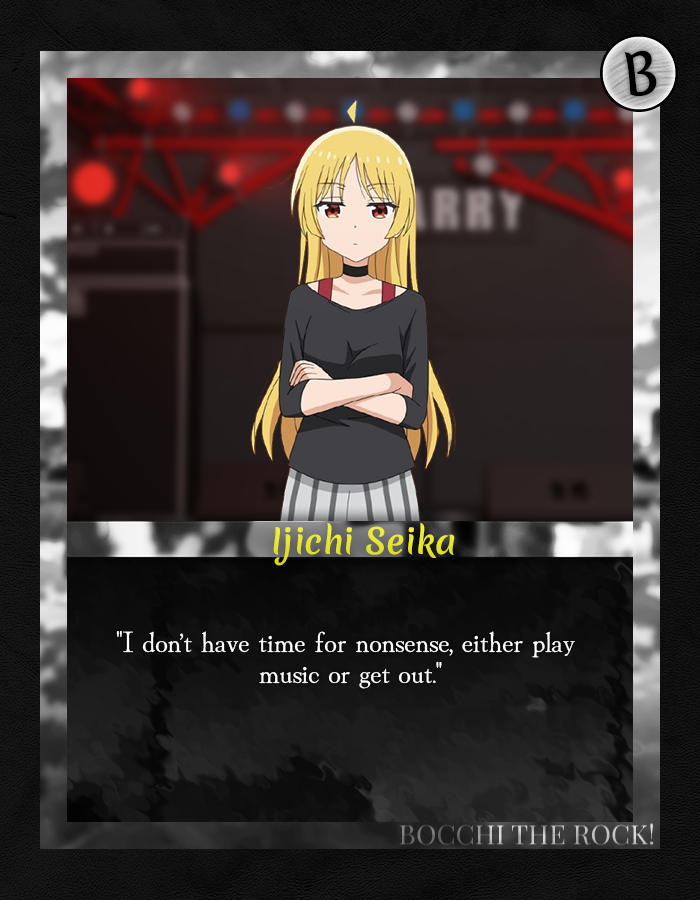 B
ARRY
Ijichi Seika
"I don't have time for nonsense, either play
music or get out."
BOCCHI THE ROCK!